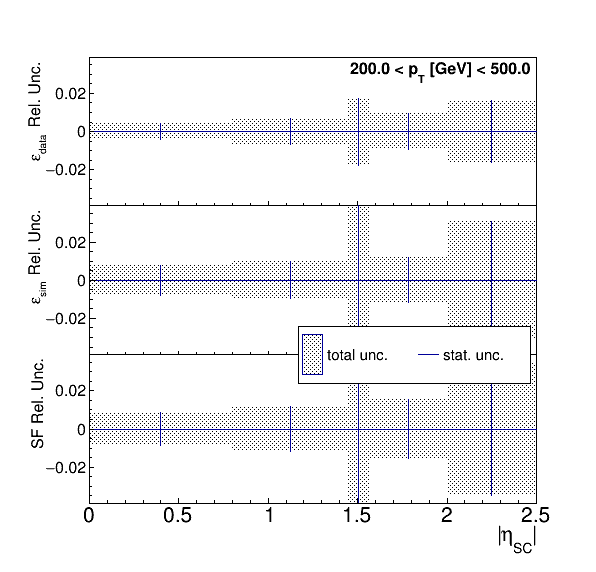 200.0 < p_T [GeV] < 500.0
ε_data Rel. Unc.
0.02
0
−0.02
ε_sim Rel. Unc.
0.02
0
−0.02
total unc. stat. unc.
SF Rel. Unc.
0.02
0
−0.02
0 0.5 1 1.5 2 2.5
|η_SC|